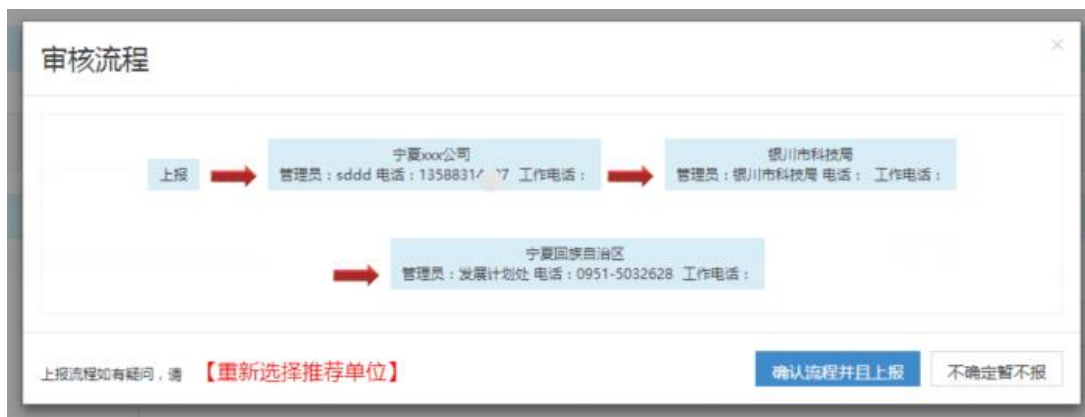 审核流程
×
上报
宁夏xxx公司
管理员：sddd 电话：1358831 7 工作电话：
银川市科技局
管理员：银川市科技局 电话： 工作电话：
宁夏回族自治区
管理员：发展计划处 电话：0951-5032628 工作电话：
上报流程如有疑问，请 【重新选择推荐单位】
确认流程并且上报
不确定暂不报